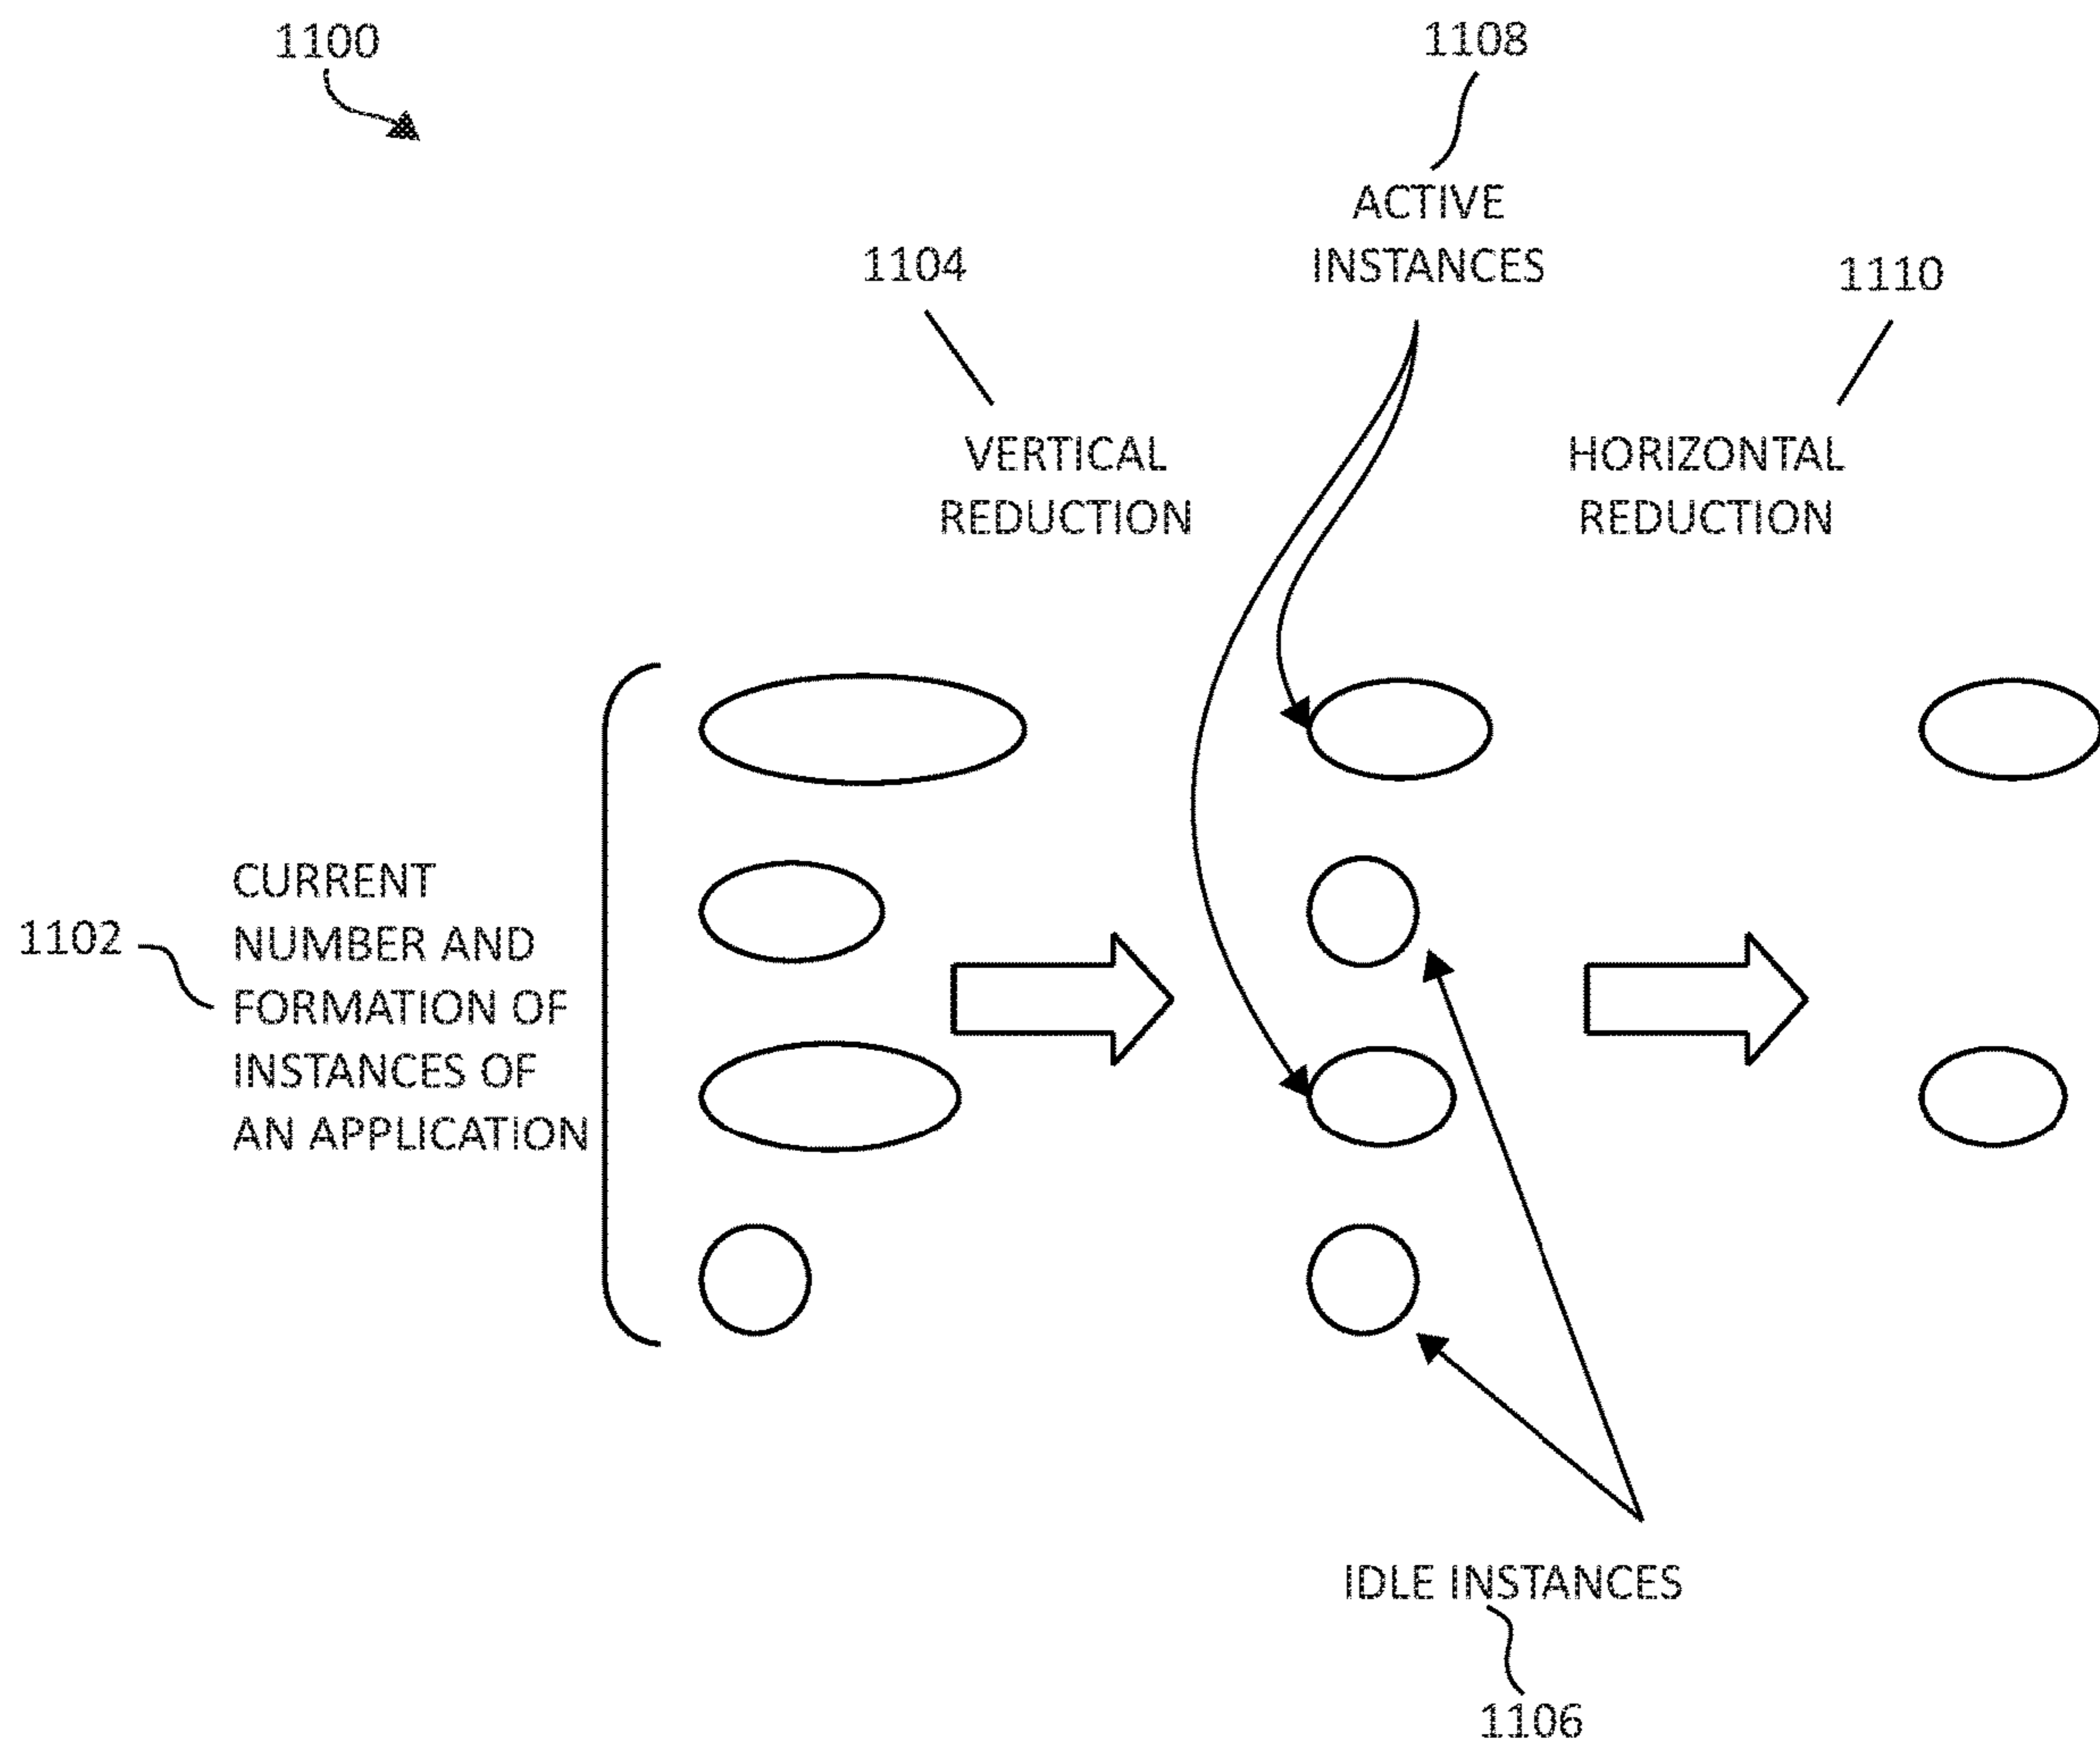 1100
1108
ACTIVE
INSTANCES
1104
1110
VERTICAL
REDUCTION
HORIZONTAL
REDUCTION
1102
CURRENT
NUMBER AND
FORMATION OF
INSTANCES OF
AN APPLICATION
IDLE INSTANCES
1106